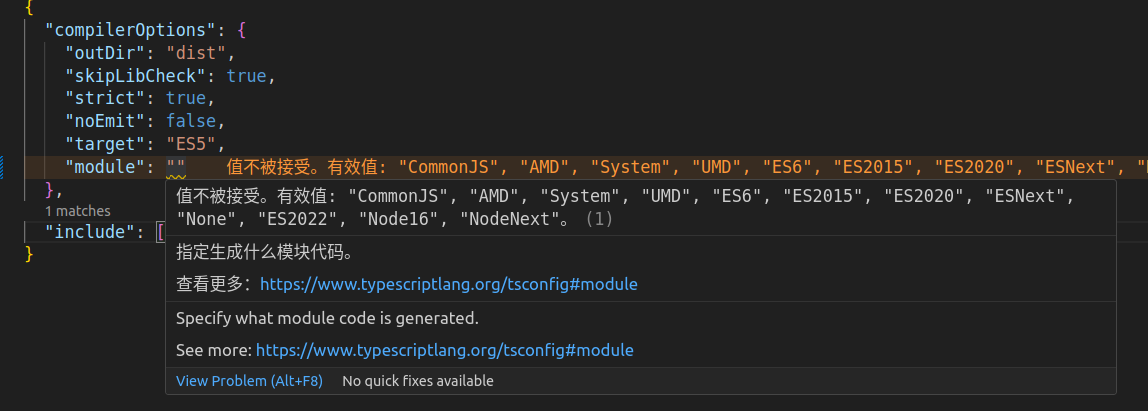 {
"compilerOptions": {
"outDir": "dist",
"skipLibCheck": true,
"strict": true,
"noEmit": false,
"target": "ES5",
"module": "" 值不被接受。有效值: "CommonJS", "AMD", "System", "UMD", "ES6", "ES2015", "ES2020", "ESNext", "
},
值不被接受。有效值: "CommonJS", "AMD", "System", "UMD", "ES6", "ES2015", "ES2020", "ESNext",
"None", "ES2022", "Node16", "NodeNext"。 (1)
1 matches
"include": [
}
指定生成什么模块代码。
查看更多：https://www.typescriptlang.org/tsconfig#module
Specify what module code is generated.
See more: https://www.typescriptlang.org/tsconfig#module
View Problem (Alt+F8) No quick fixes available